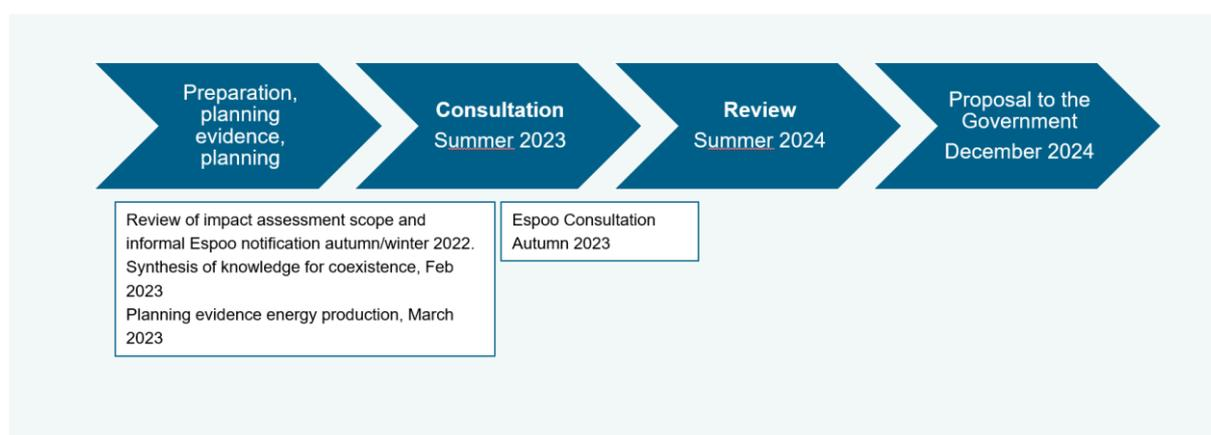 Preparation,
planning
evidence,
planning
Consultation
Summer 2023
Review
Summer 2024
Proposal to the
Government
December 2024
Review of impact assessment scope and
informal Espoo notification autumn/winter 2022.
Synthesis of knowledge for coexistence, Feb
2023
Planning evidence energy production, March
2023
Espoo Consultation
Autumn 2023